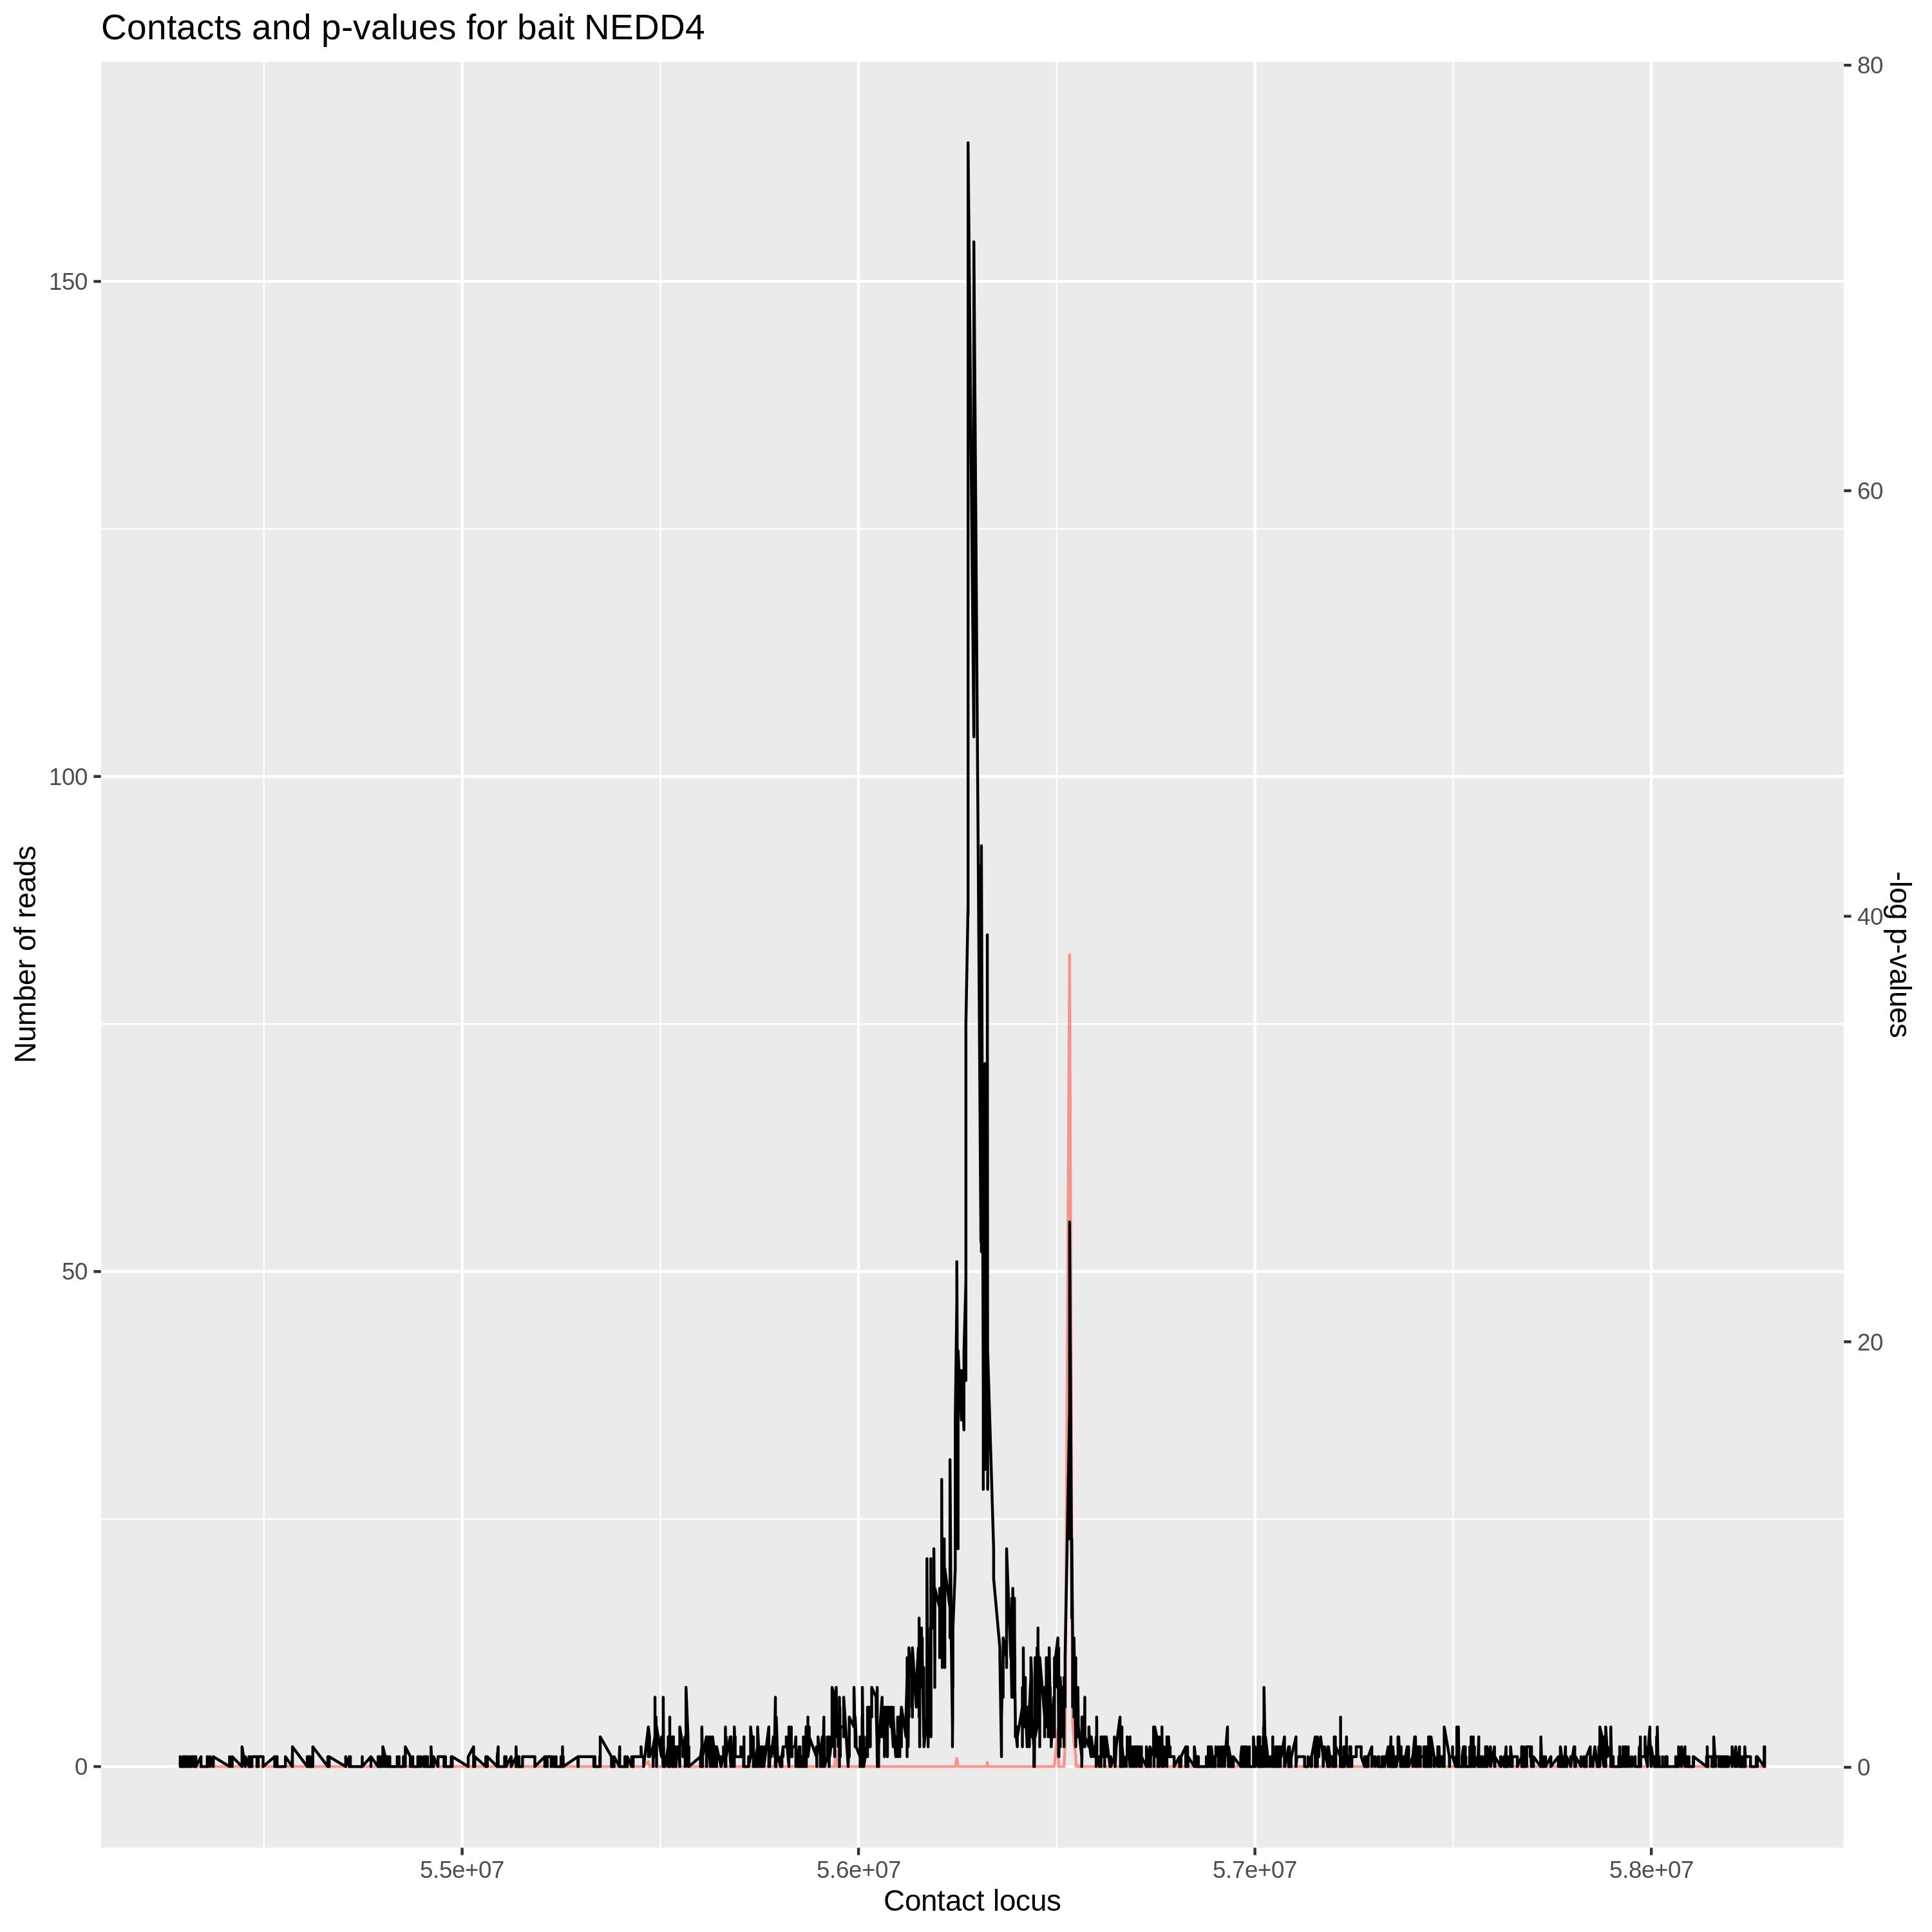 Contacts and p-values for bait NEDD4
80
150
60
100
40
Number of reads
-log p-values
50
20
0
0
5.5e+07
5.6e+07
5.7e+07
5.8e+07
Contact locus